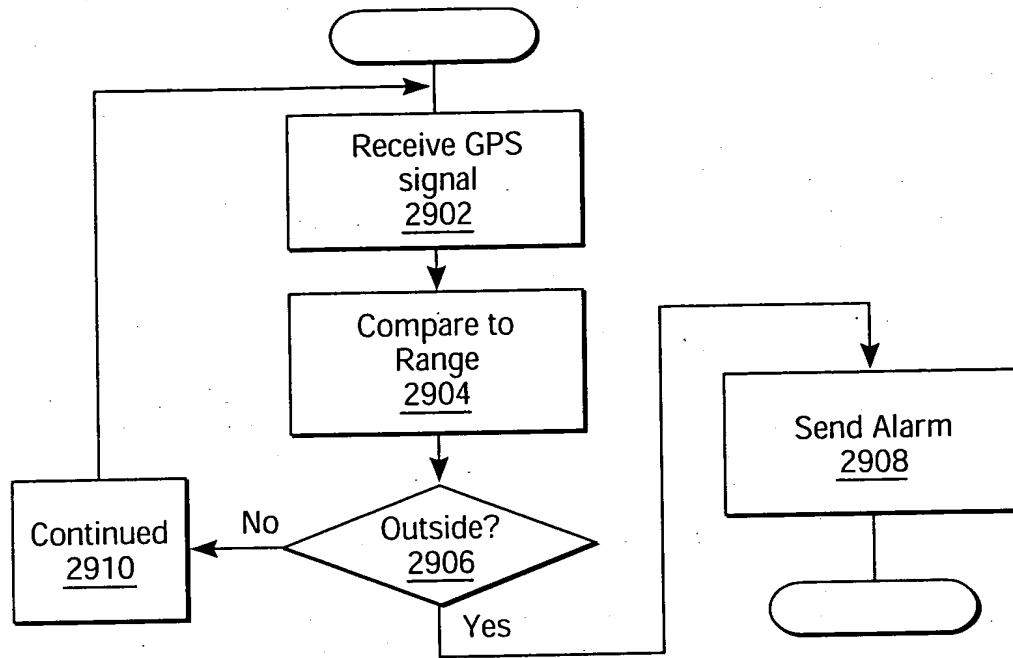 Receive GPS
signal
2902
Compare to
Range
2904
Outside?
2906
No
Continued
2910
Yes
Send Alarm
2908